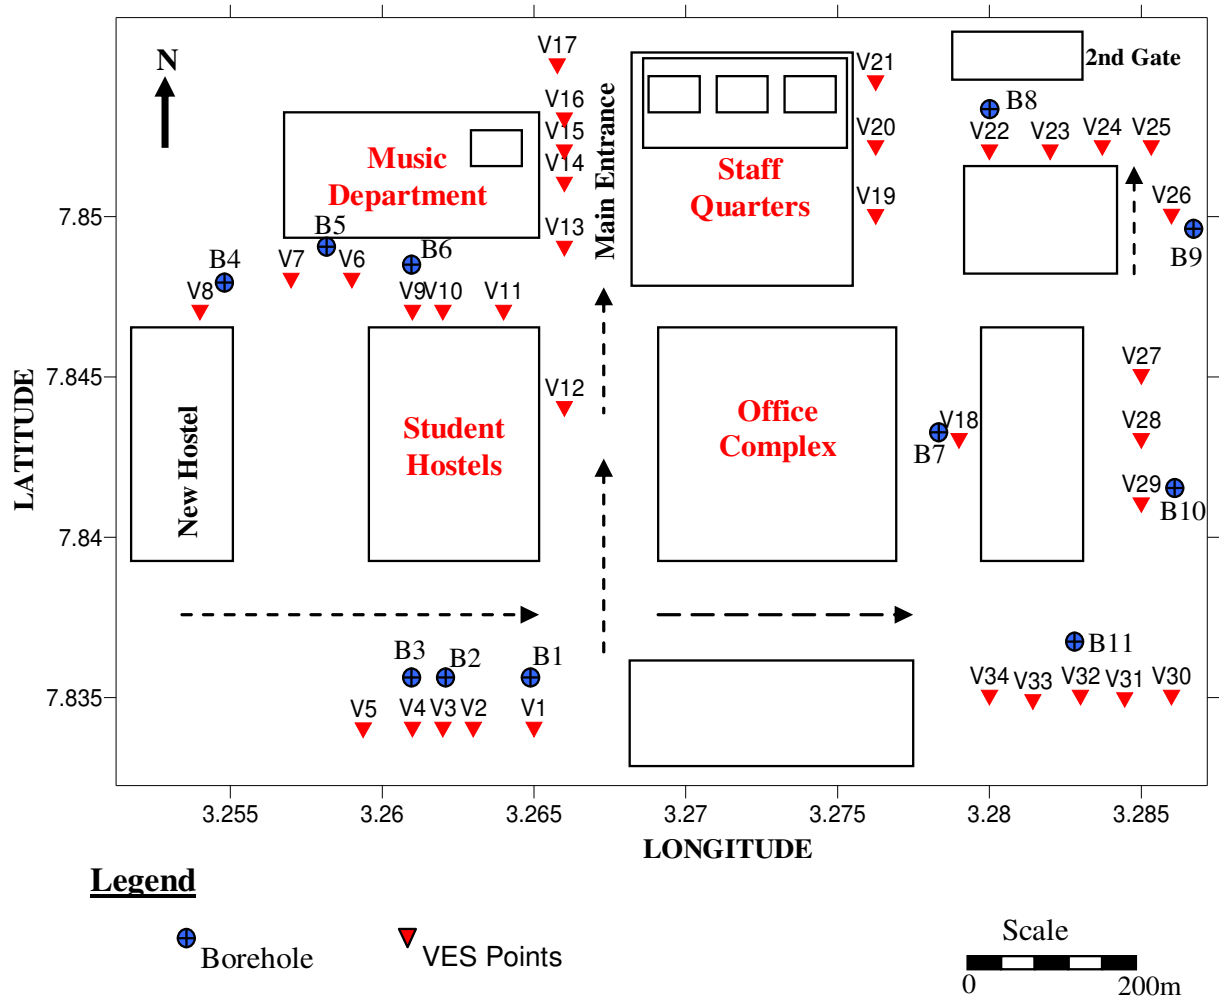 V17
V21
2nd Gate
N
V16
B8
V15
V20
V22
V23
V24
V25
Music
Department
V14
Main Entrance
Staff
Quarters
V26
7.85
B5
V13
V19
B4
V7
V6
B6
B9
V8
V9
V10
V11
V27
7.845
LATITUDE
V12
New Hostel
Student
Hostels
Office
Complex
V18
B7
V28
V29
B10
7.84
B3
B2
B1
B11
7.835
V5
V4
V3
V2
V1
V34
V33
V32
V31
V30
3.255
3.26
3.265
3.27
3.275
3.28
3.285
LONGITUDE
Legend
Borehole
VES Points
Scale
0
200m